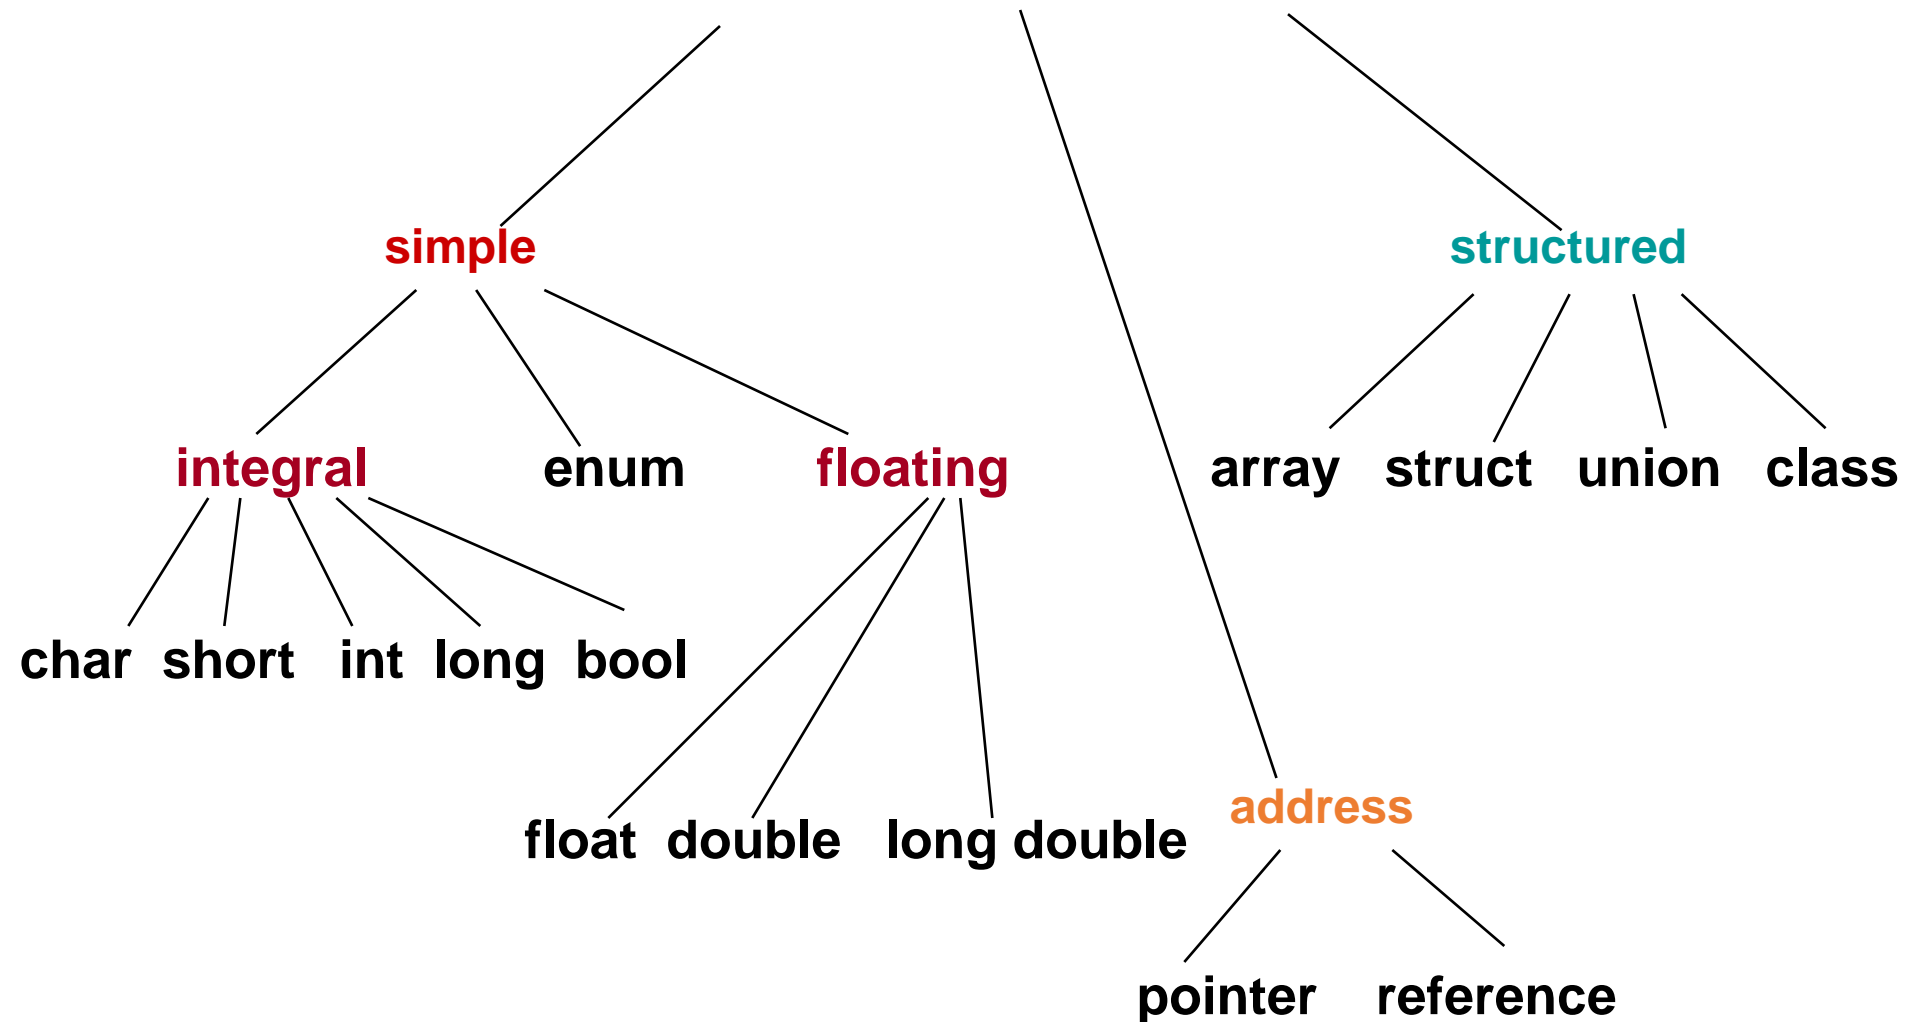 simple structured
integral enum floating array struct union class
char short int long bool
address
float double long double
pointer reference